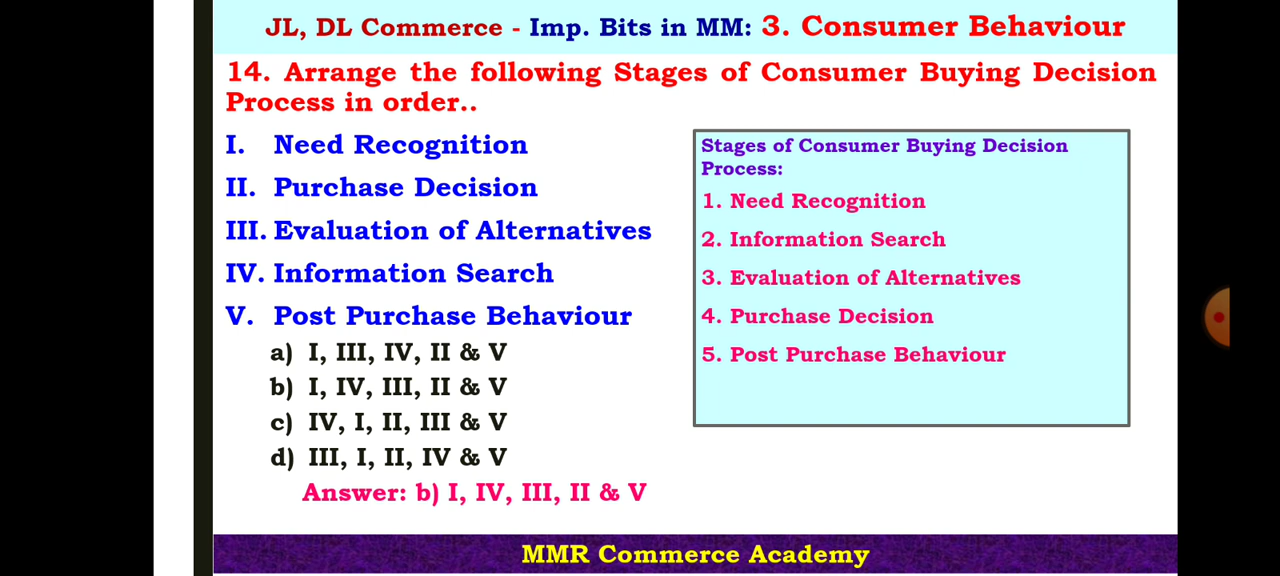 JL, DL Commerce - Imp. Bits in MM: 3. Consumer Behaviour
14. Arrange the following Stages of Consumer Buying Decision
Process in order..
I. Need Recognition
II. Purchase Decision
III. Evaluation of Alternatives
IV. Information Search
V. Post Purchase Behaviour
a) I, III, IV, II & V
b) I, IV, III, II & V
c) IV, I, II, III & V
d) III, I, II, IV & V
Answer: b) I, IV, III, II & V
Stages of Consumer Buying Decision
Process:
1. Need Recognition
2. Information Search
3. Evaluation of Alternatives
4. Purchase Decision
5. Post Purchase Behaviour
MMR Commerce Academy